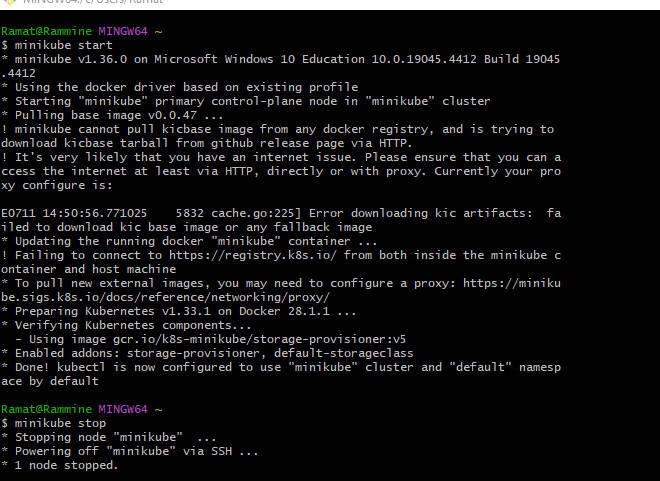 MINGW64:/c/Users/Ramat
Ramat@Rammine MINGW64 ~
$ minikube start
* minikube v1.36.0 on Microsoft Windows 10 Education 10.0.19045.4412 Build 19045
.4412
* Using the docker driver based on existing profile
* Starting "minikube" primary control-plane node in "minikube" cluster
* Pulling base image v0.0.47 ...
! minikube cannot pull kicbase image from any docker registry, and is trying to
download kicbase tarball from github release page via HTTP.
! It's very likely that you have an internet issue. Please ensure that you can a
ccess the internet at least via HTTP, directly or with proxy. Currently your pro
xy configure is:
E0711 14:50:56.771025    5832 cache.go:225] Error downloading kic artifacts:  fa
iled to download kic base image or any fallback image
* Updating the running docker "minikube" container ...
! Failing to connect to https://registry.k8s.io/ from both inside the minikube c
ontainer and host machine
* To pull new external images, you may need to configure a proxy: https://miniku
be.sigs.k8s.io/docs/reference/networking/proxy/
* Preparing Kubernetes v1.33.1 on Docker 28.1.1 ...
* Verifying Kubernetes components...
  - Using image gcr.io/k8s-minikube/storage-provisioner:v5
* Enabled addons: storage-provisioner, default-storageclass
* Done! kubectl is now configured to use "minikube" cluster and "default" namesp
ace by default
Ramat@Rammine MINGW64 ~
$ minikube stop
* Stopping node "minikube"  ...
* Powering off "minikube" via SSH ...
* 1 node stopped.